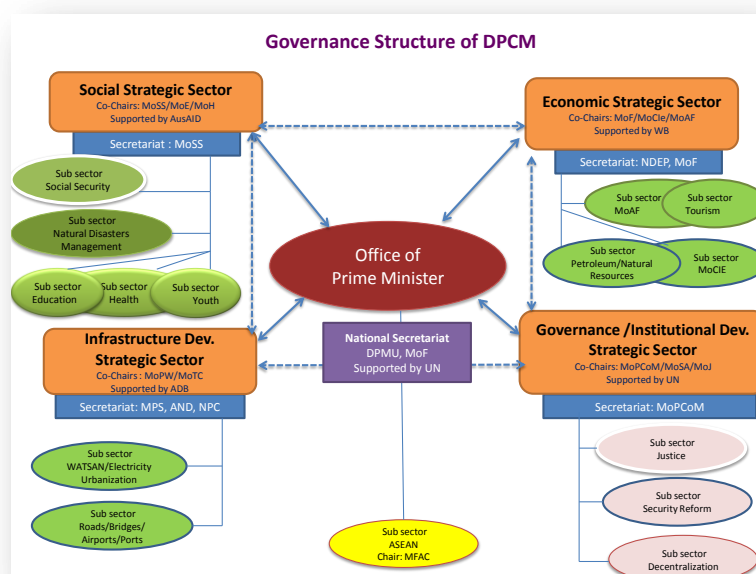 Governance Structure of DPCM
Social Strategic Sector
Co-Chairs: MoSS/MoE/MoH
Supported by AusAID
Secretariat : MoSS
Sub sector
Social Security
Sub sector
Natural Disasters
Management
Sub sector
Education
Sub sector
Health
Sub sector
Youth
Economic Strategic Sector
Co-Chairs: MoF/MoCIe/MoAF
Supported by WB
Secretariat: NDEP, MoF
Sub sector
MoAF
Sub sector
Tourism
Sub sector
Petroleum/Natural
Resources
Sub sector
MoCIE
Office of
Prime Minister
National Secretariat
DPMU, MoF
Supported by UN
Infrastructure Dev.
Strategic Sector
Co-Chairs : MoPW/MoTC
Supported by ADB
Secretariat: MPS, AND, NPC
Sub sector
WATSAN/Electricity
Urbanization
Sub sector
Roads/Bridges/
Airports/Ports
Governance /Institutional Dev.
Strategic Sector
Co-Chairs: MoPCoM/MoSA/MoJ
Supported by UN
Secretariat: MoPCoM
Sub sector
Justice
Sub sector
Security Reform
Sub sector
Decentralization
Sub sector
ASEAN
Chair: MFAC